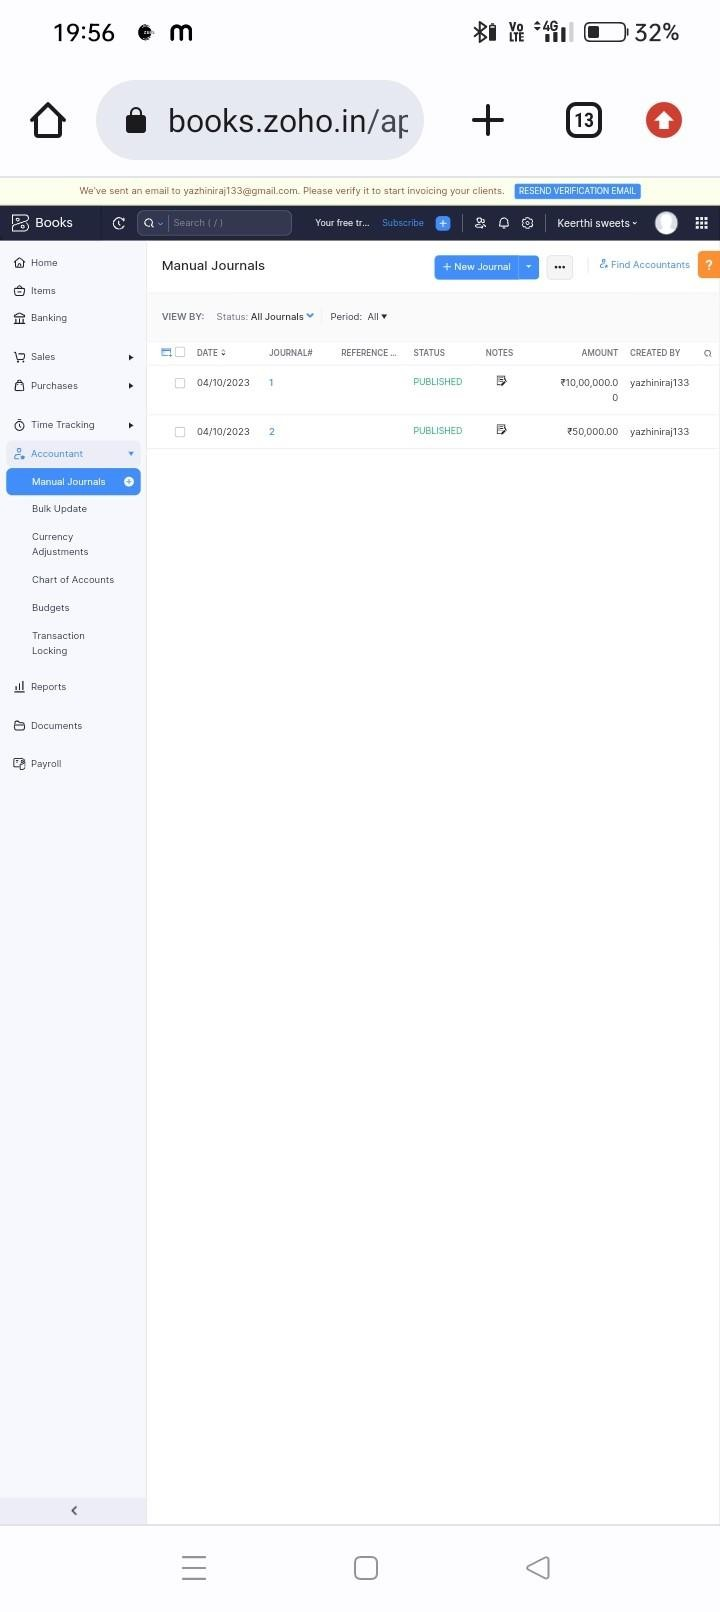 19:56 m Vo LTE 4G 32%
books.zoho.in/ap 13
We've sent an email to yazhiniraj133@gmail.com. Please verify it to start invoicing your clients. RESEND VERIFICATION EMAIL
Books Search ( / ) Your free tr... Subscribe + Keerthi sweets
Home
Items
Banking
Sales
Purchases
Time Tracking
Accountant
Manual Journals
Bulk Update
Currency
Adjustments
Chart of Accounts
Budgets
Transaction
Locking
Reports
Documents
Payroll
Manual Journals + New Journal ... Find Accountants ?
VIEW BY: Status: All Journals Period: All
DATE JOURNAL# REFERENCE ... STATUS NOTES AMOUNT CREATED BY
04/10/2023 1 PUBLISHED ₹10,00,000.0 yazhiniraj133
0
04/10/2023 2 PUBLISHED ₹50,000.00 yazhiniraj133